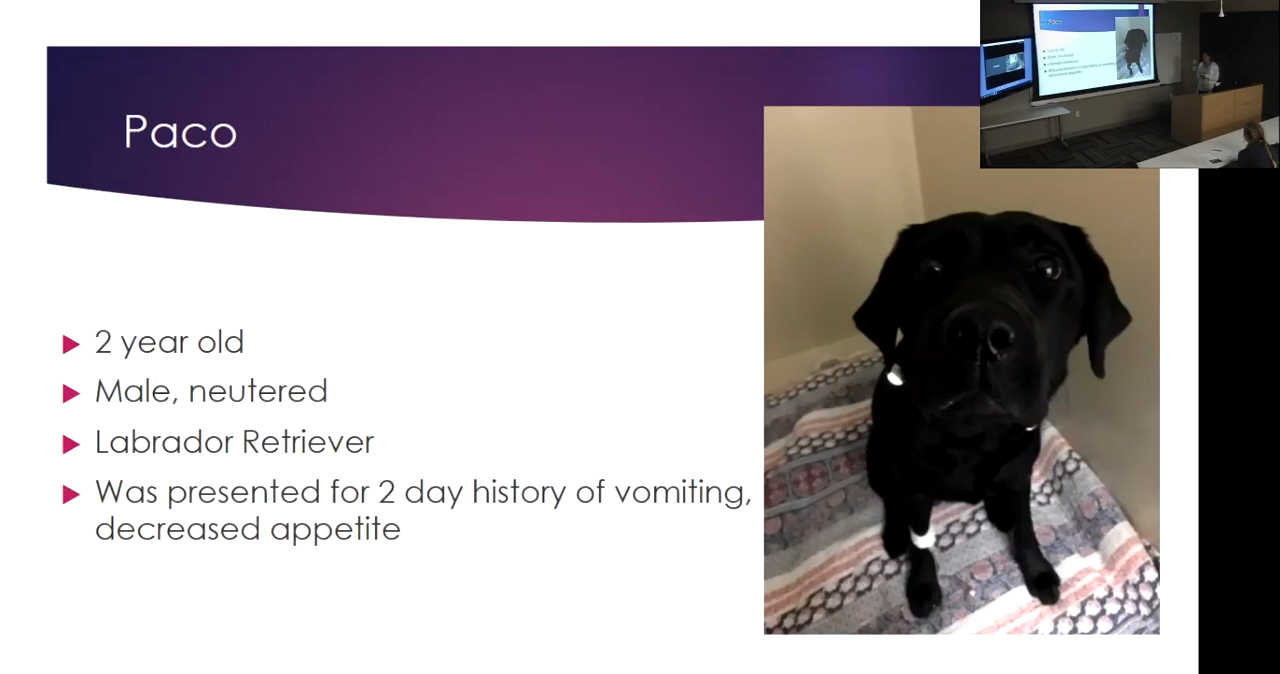 Paco
2 year old
Male, neutered
Labrador Retriever
Was presented for 2 day history of vomiting,
decreased appetite